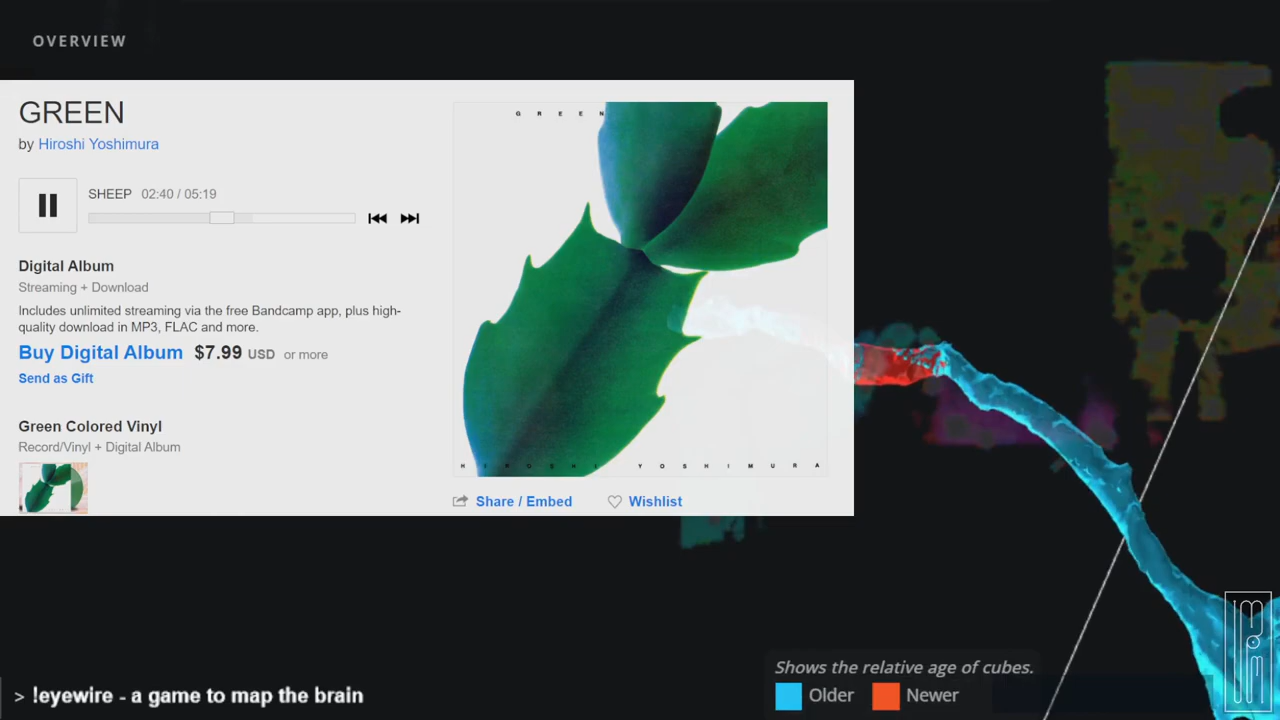 OVERVIEW
GREEN
by Hiroshi Yoshimura
SHEEP 02:40 / 05:19
Digital Album
Streaming + Download
Includes unlimited streaming via the free Bandcamp app, plus high-
quality download in MP3, FLAC and more.
Buy Digital Album $7.99 USD or more
Send as Gift
Green Colored Vinyl
Record/Vinyl + Digital Album
GREEN
HIROSHI YOSHIMURA
Share / Embed Wishlist
> !eyewire - a game to map the brain
Shows the relative age of cubes.
Older Newer